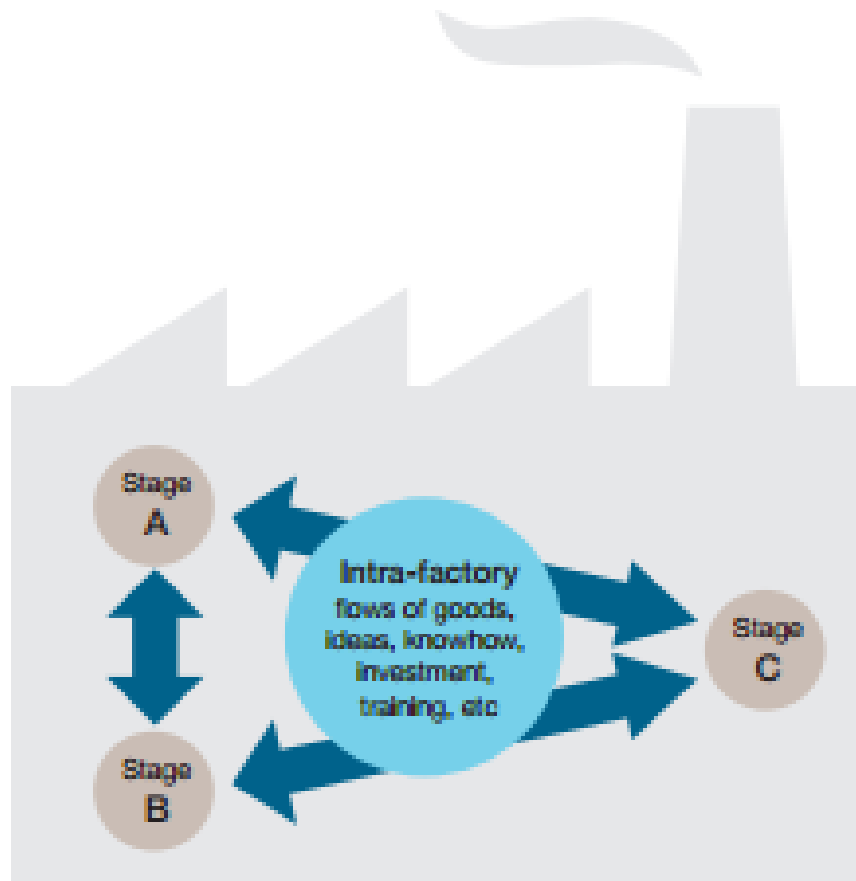 Stage
A
Intra-factory
flows of goods,
ideas, knowhow,
investment,
training, etc
Stage
C
Stage
B